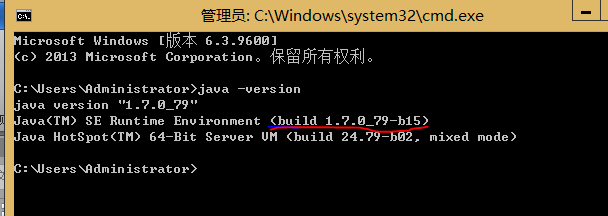 管理员: C:\Windows\system32\cmd.exe
Microsoft Windows [版本 6.3.9600]
(c) 2013 Microsoft Corporation。保留所有权利。
C:\Users\Administrator>java -version
java version "1.7.0_79"
Java(TM) SE Runtime Environment (build 1.7.0_79-b15)
Java HotSpot(TM) 64-Bit Server VM (build 24.79-b02, mixed mode)
C:\Users\Administrator>